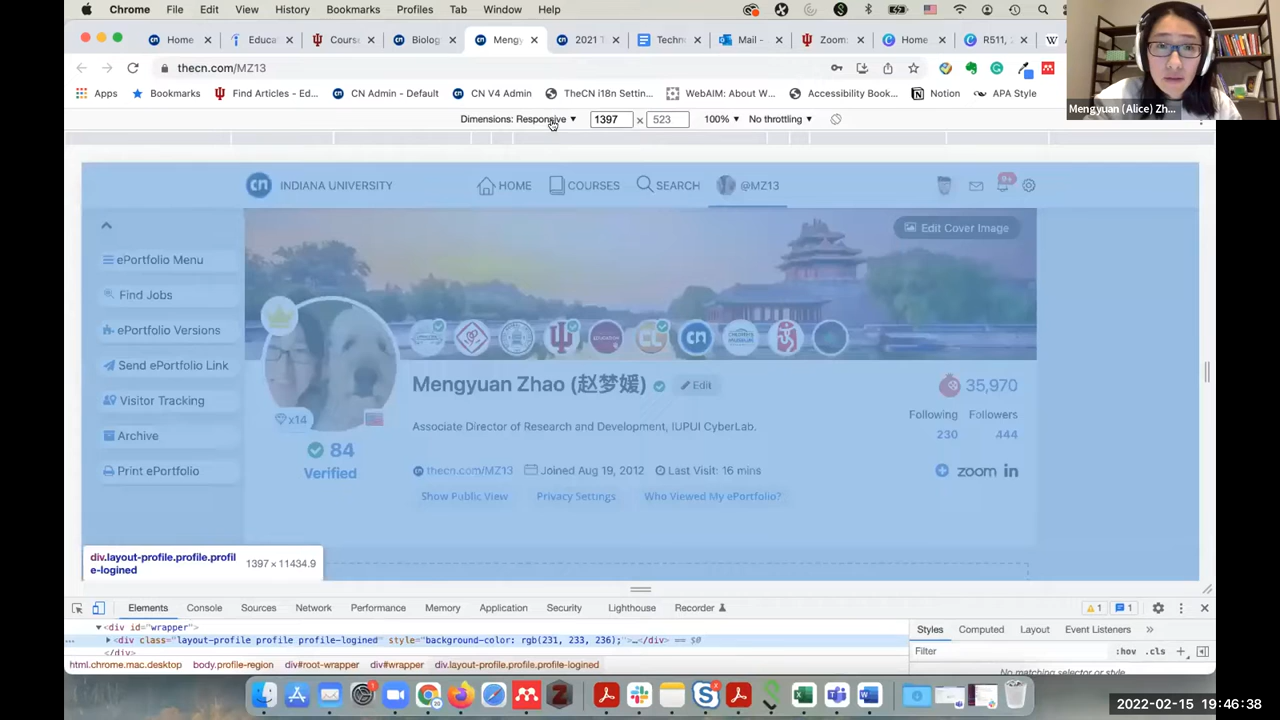 Chrome File Edit View History Bookmarks Profiles Tab Window Help
Home Educa Cours Biolo Meng 2021 T Techn Mail - Zoom: Home R511,
thecn.com/MZ13
Apps Bookmarks Find Articles - Ed... CN Admin - Default CN V4 Admin TheCN i18n Settin... WebAIM: About W... Accessibility Book... Notion APA Style
Mengyuan (Alice) Zh...
Dimensions: Responsive 1397 × 523 100% No throttling
cn INDIANA UNIVERSITY HOME COURSES SEARCH @MZ13 9+
Edit Cover Image
ePortfolio Menu
Find Jobs
ePortfolio Versions
Send ePortfolio Link
Visitor Tracking
Archive
Print ePortfolio
x14
84
Verified
Mengyuan Zhao (赵梦媛) Edit
Associate Director of Research and Development, IUPUI CyberLab.
thecn.com/MZ13 Joined Aug 19, 2012 Last Visit: 16 mins
Show Public View Privacy Settings Who Viewed My ePortfolio?
35,970
Following Followers
230 444
zoom in
div.layout-profile.profile.profil
e-logined 1397 × 11434.9
Elements Console Sources Network Performance Memory Application Security Lighthouse Recorder 1 1
<div id="wrapper">
<div class="layout-profile profile profile-logined" style="background-color: rgb(231, 233, 236);">…</div> == $0
</div>
html.chrome.mac.desktop body.profile-region div#root-wrapper div#wrapper div.layout-profile.profile.profile-logined
Styles Computed Layout Event Listeners »
Filter :hov .cls +
No matching selector or style
2022-02-15 19:46:38